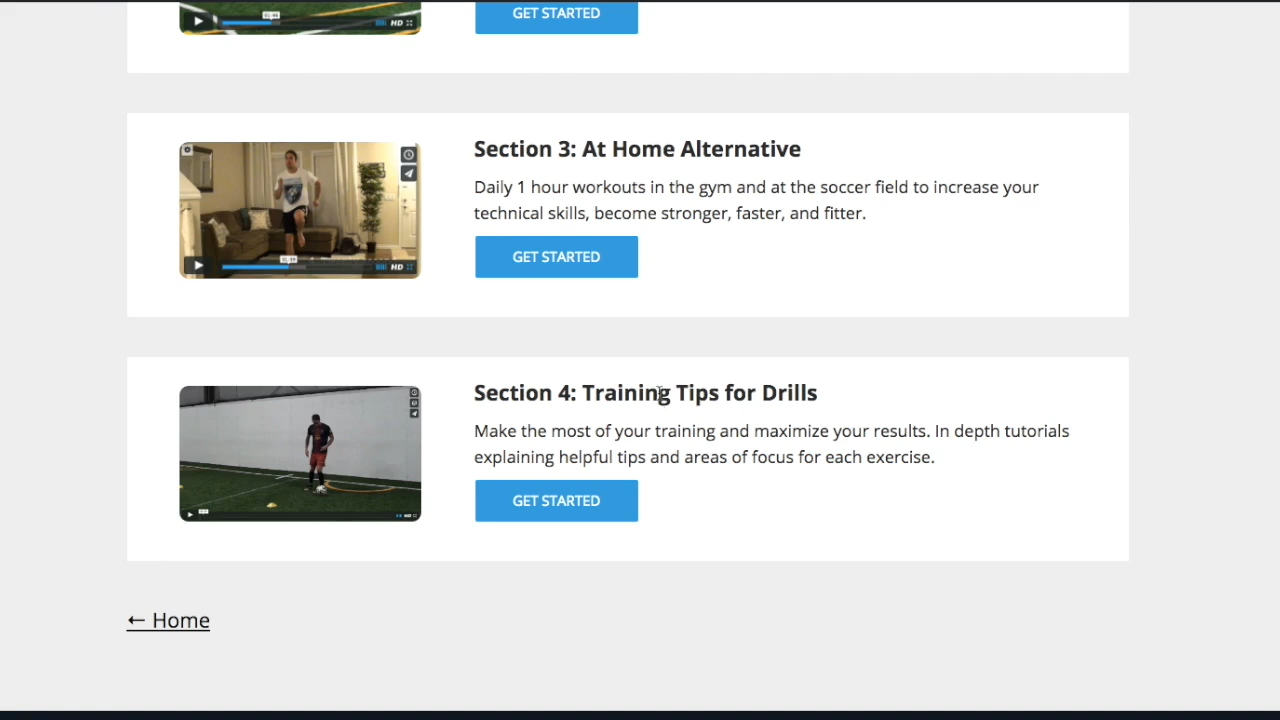 GET STARTED
HD
Section 3: At Home Alternative
Daily 1 hour workouts in the gym and at the soccer field to increase your
technical skills, become stronger, faster, and fitter.
GET STARTED
HD
Section 4: Training Tips for Drills
Make the most of your training and maximize your results. In depth tutorials
explaining helpful tips and areas of focus for each exercise.
GET STARTED
HD
← Home